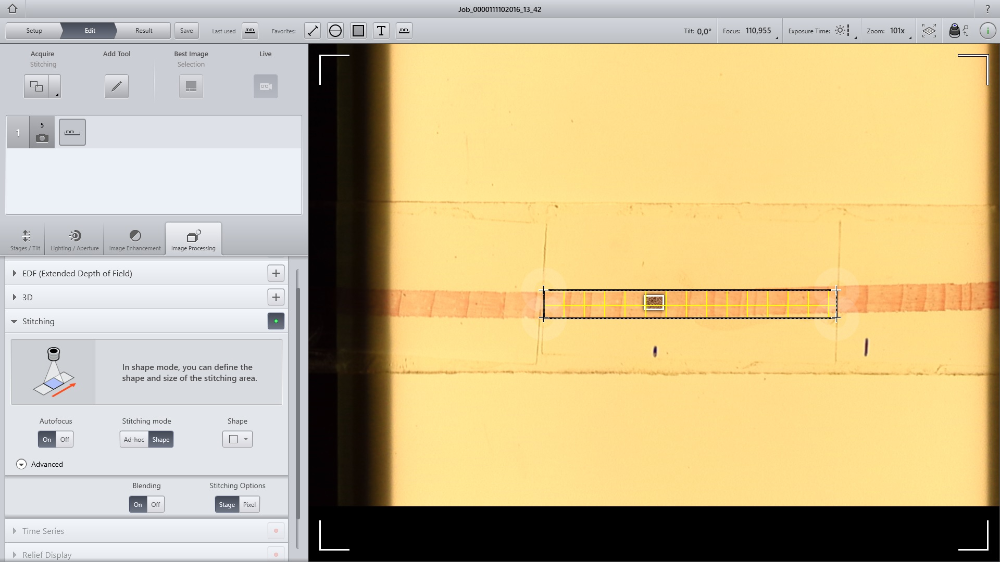 Job_0000111102016_13_42
?
Setup
Edit
Result
Save
Last used
mm
Favorites:
T
mm
Tilt: 0,0°
Focus: 110,955
Exposure Time:
Zoom: 101x
i
Acquire
Stitching
Add Tool
Best Image
Selection
Live
1
5
mm
Stages / Tilt
Lighting / Aperture
Image Enhancement
Image Processing
EDF (Extended Depth of Field)
3D
Stitching
In shape mode, you can define the
shape and size of the stitching area.
Autofocus
Stitching mode
Shape
On
Off
Ad-hoc
Shape
Advanced
Blending
Stitching Options
On
Off
Stage
Pixel
Time Series
Relief Display